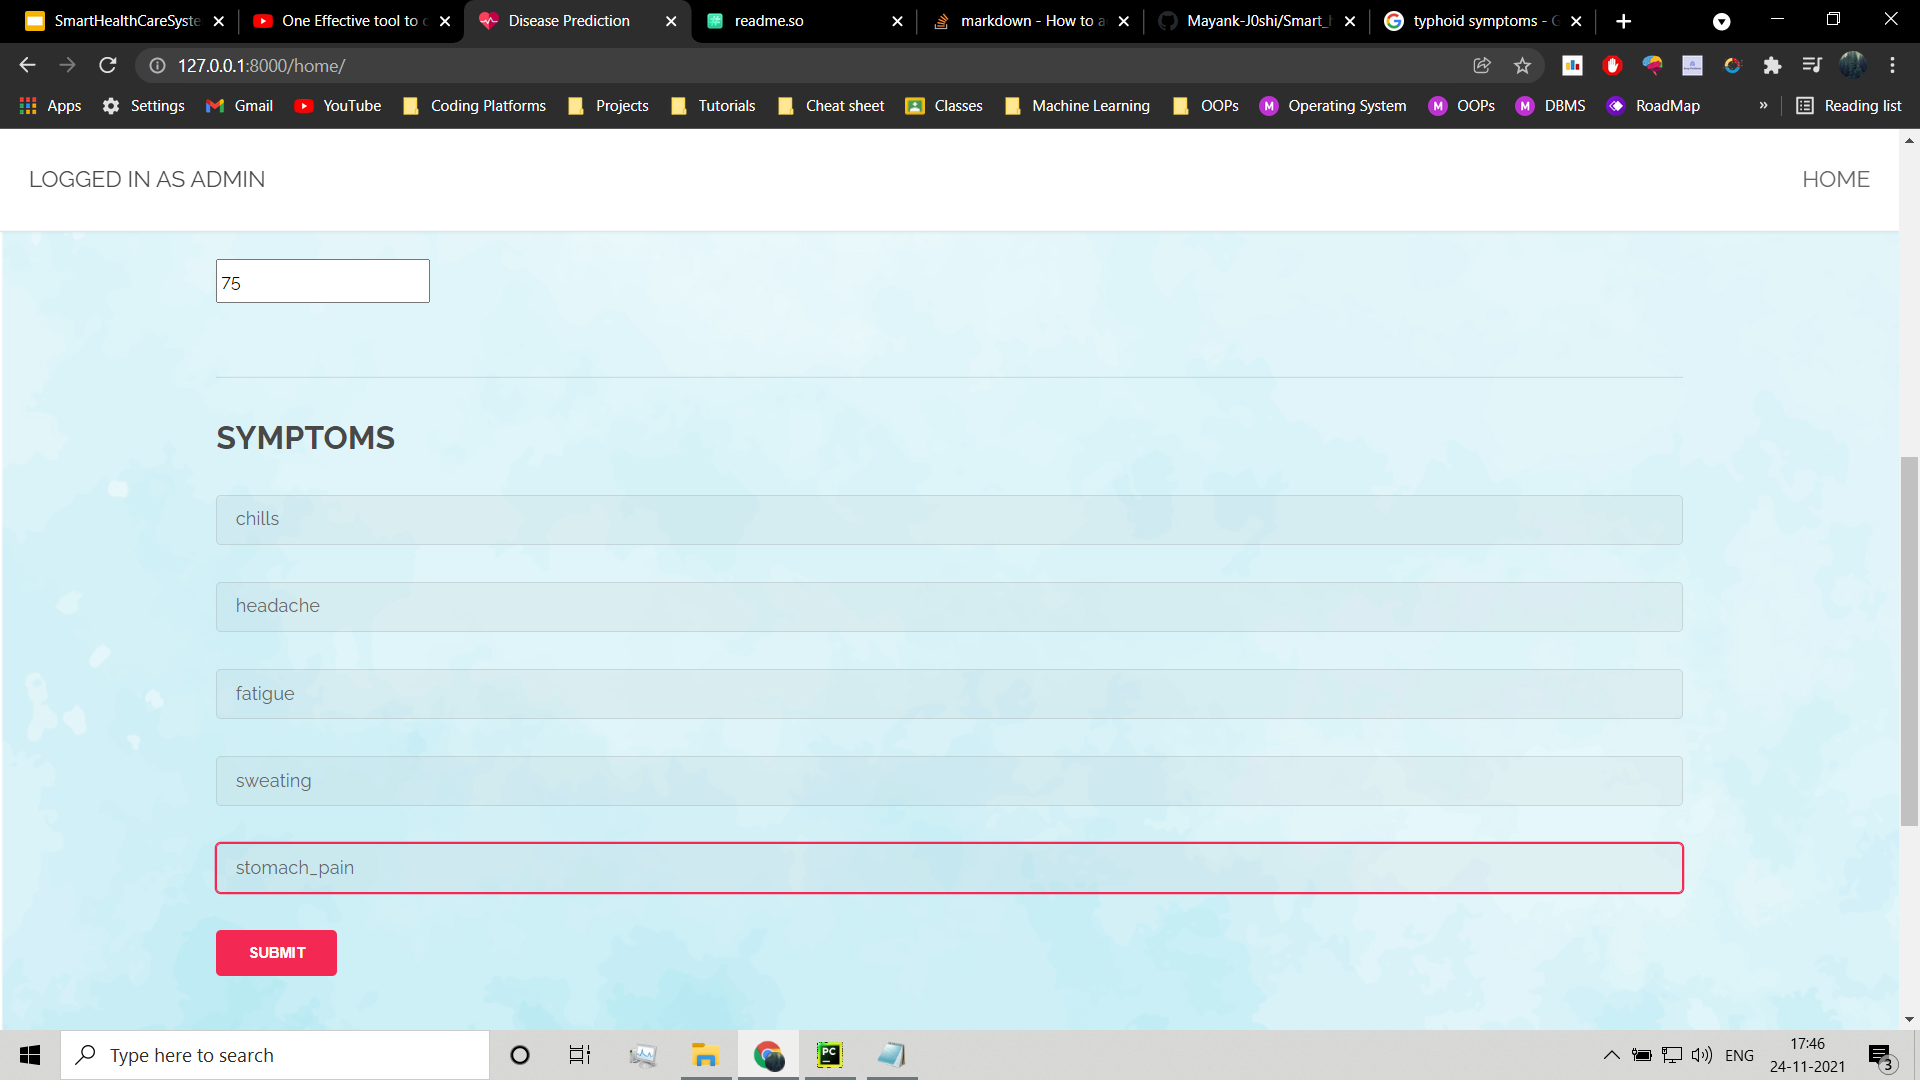 SmartHealthCareSyste
One Effective tool to c
Disease Prediction
readme.so
markdown - How to a
Mayank-J0shi/Smart_h
typhoid symptoms - G
127.0.0.1:8000/home/
Apps
Settings
Gmail
YouTube
Coding Platforms
Projects
Tutorials
Cheat sheet
Classes
Machine Learning
OOPs
M Operating System
M OOPs
M DBMS
RoadMap
»
Reading list
LOGGED IN AS ADMIN
HOME
75
SYMPTOMS
chills
headache
fatigue
sweating
stomach_pain
SUBMIT
Type here to search
PC
ENG
17:46
24-11-2021
3